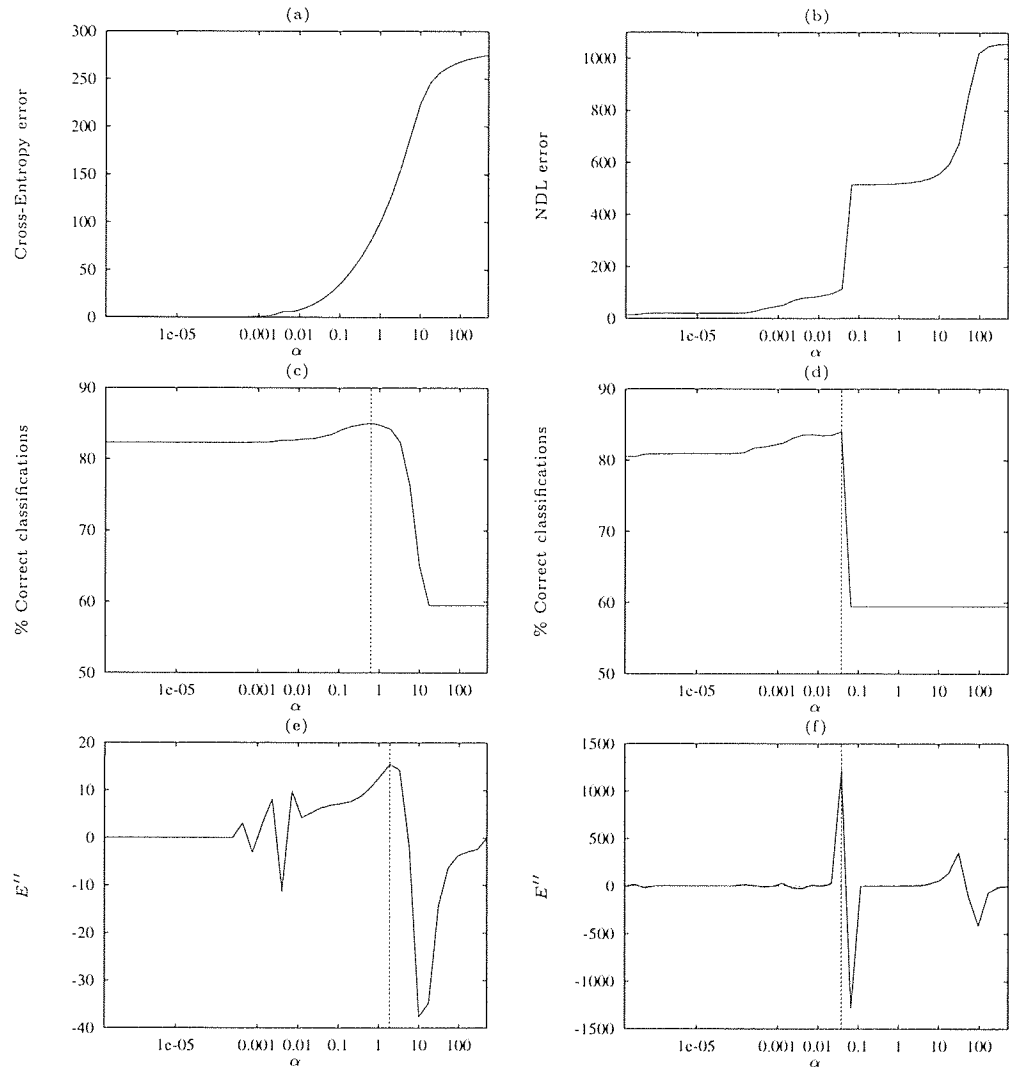 (a)
Cross-Entropy error
300
250
200
150
100
50
0
1e-05 0.001 0.01 0.1 1 10 100
α
(b)
NDL error
1000
800
600
400
200
0
1e-05 0.001 0.01 0.1 1 10 100
α
(c)
% Correct classifications
90
80
70
60
50
1e-05 0.001 0.01 0.1 1 10 100
α
(d)
% Correct classifications
90
80
70
60
50
1e-05 0.001 0.01 0.1 1 10 100
α
(e)
E''
20
10
0
-10
-20
-30
-40
1e-05 0.001 0.01 0.1 1 10 100
α
(f)
E''
1500
1000
500
0
-500
-1000
-1500
1e-05 0.001 0.01 0.1 1 10 100
α